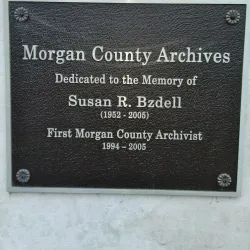 Morgan County Archives
Dedicated to the Memory of
Susan R. Bzdell
(1952 - 2005)
First Morgan County Archivist
1994 - 2005